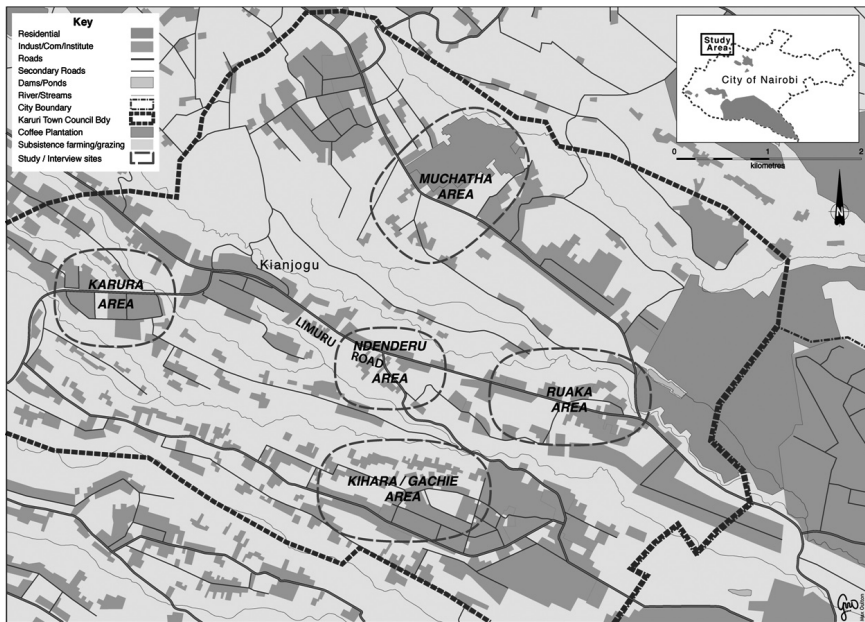 Key
Residential
Indust/Com/Institute
Roads
Secondary Roads
Dams/Ponds
River/Streams
City Boundary
Karuri Town Council Bdy
Coffee Plantation
Subsistence farming/grazing
Study / Interview sites
Study
Area
City of Nairobi
0 1 2
kilometres
N
MUCHATHA
AREA
Kianjogu
KARURA
AREA
LIMURU
ROAD
NDENDERU
AREA
RUAKA
AREA
KIHARA / GACHIE
AREA